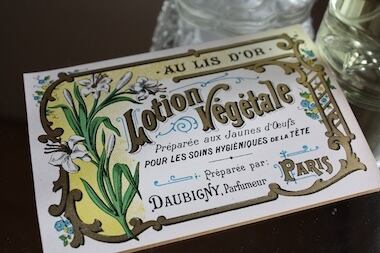 AU LIS D'OR
Lotion Végétale
Préparée aux Jaunes d'Œufs
POUR LES SOINS HYGIÉNIQUES DE LA TÊTE
Préparée par:
DAUBIGNY, Parfumeur PARIS